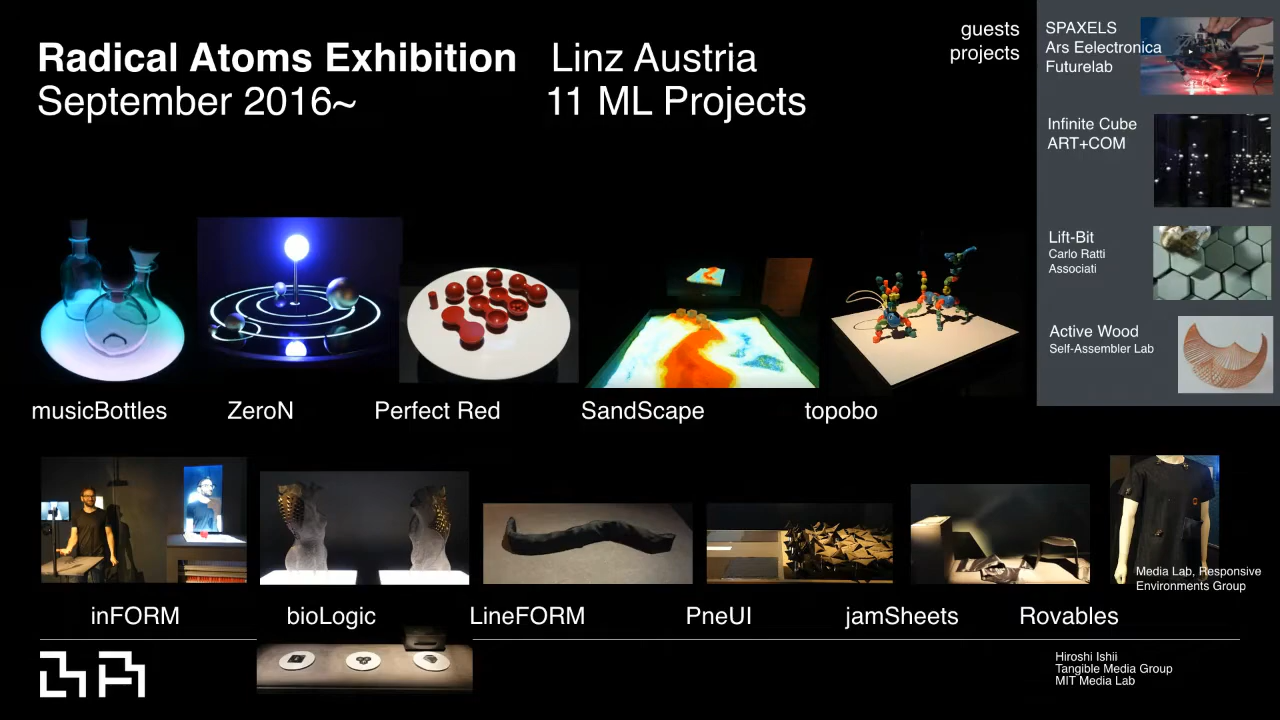 Radical Atoms Exhibition Linz Austria
September 2016~ 11 ML Projects
guests
projects
SPAXELS
Ars Eelectronica
Futurelab
Infinite Cube
ART+COM
Lift-Bit
Carlo Ratti
Associati
Active Wood
Self-Assembler Lab
musicBottles ZeroN Perfect Red SandScape topobo
Media Lab, Responsive
Environments Group
inFORM bioLogic LineFORM PneUI jamSheets Rovables
Hiroshi Ishii
Tangible Media Group
MIT Media Lab